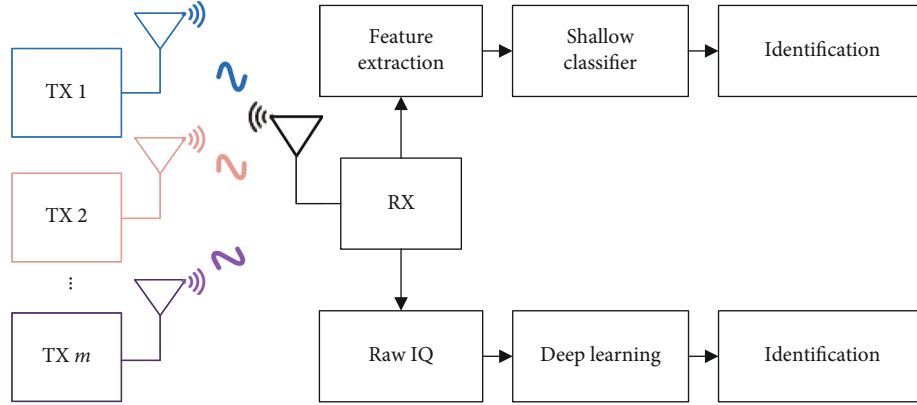 TX 1
TX 2
⋮
TX m
RX
Feature
extraction
Shallow
classifier
Identification
Raw IQ
Deep learning
Identification